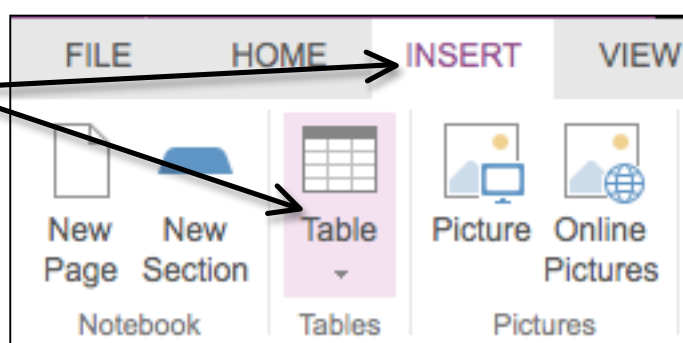 FILE HOME INSERT VIEW
New Page
New Section
Table
Picture
Online Pictures
Notebook Tables Pictures